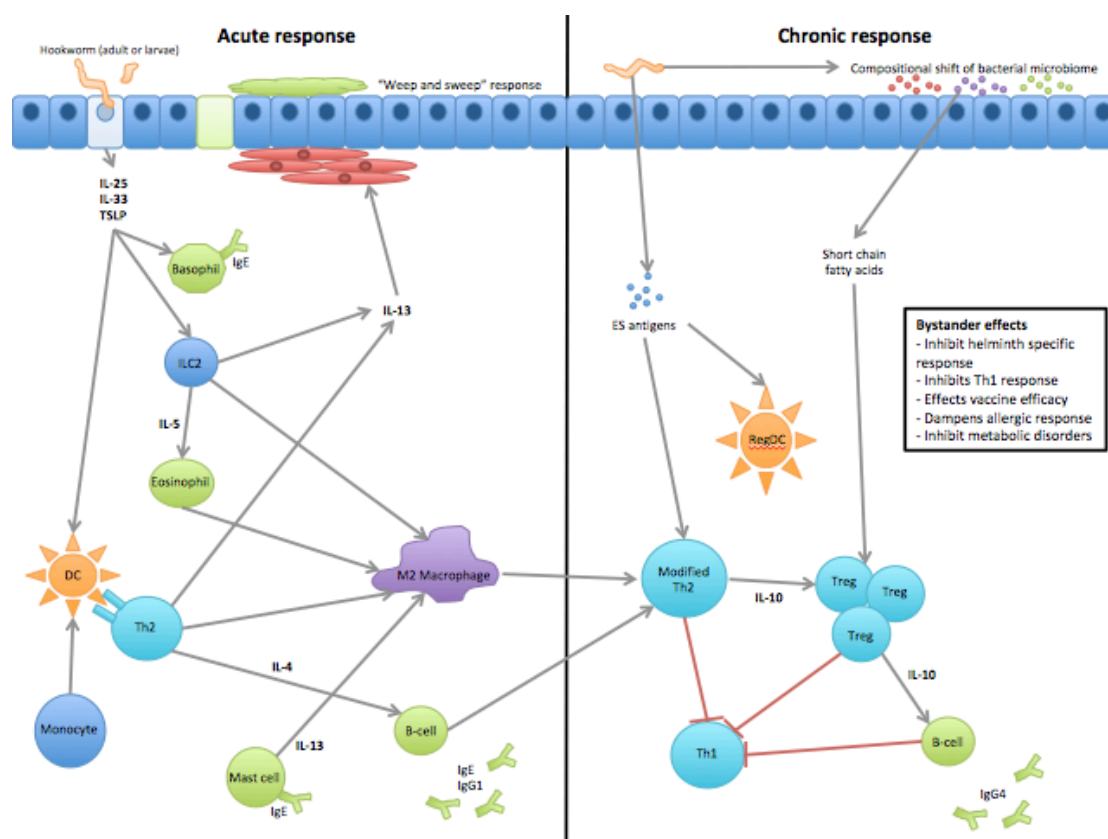 Acute response
Hookworm (adult or larvae)
"Weep and sweep" response
IL-25
IL-33
TSLP
Basophil
IgE
IL-13
ILC2
IL-5
Eosinophil
DC
M2 Macrophage
Th2
IL-4
Monocyte
B-cell
IL-13
Mast cell
IgE
IgE
IgG1
Chronic response
Compositional shift of bacterial microbiome
Short chain
fatty acids
ES antigens
Bystander effects
- Inhibit helminth specific
response
- Inhibits Th1 response
- Effects vaccine efficacy
- Dampens allergic response
- Inhibit metabolic disorders
RegDC
Modified
Th2
IL-10
Treg
Treg
Treg
IL-10
Th1
B-cell
IgG4